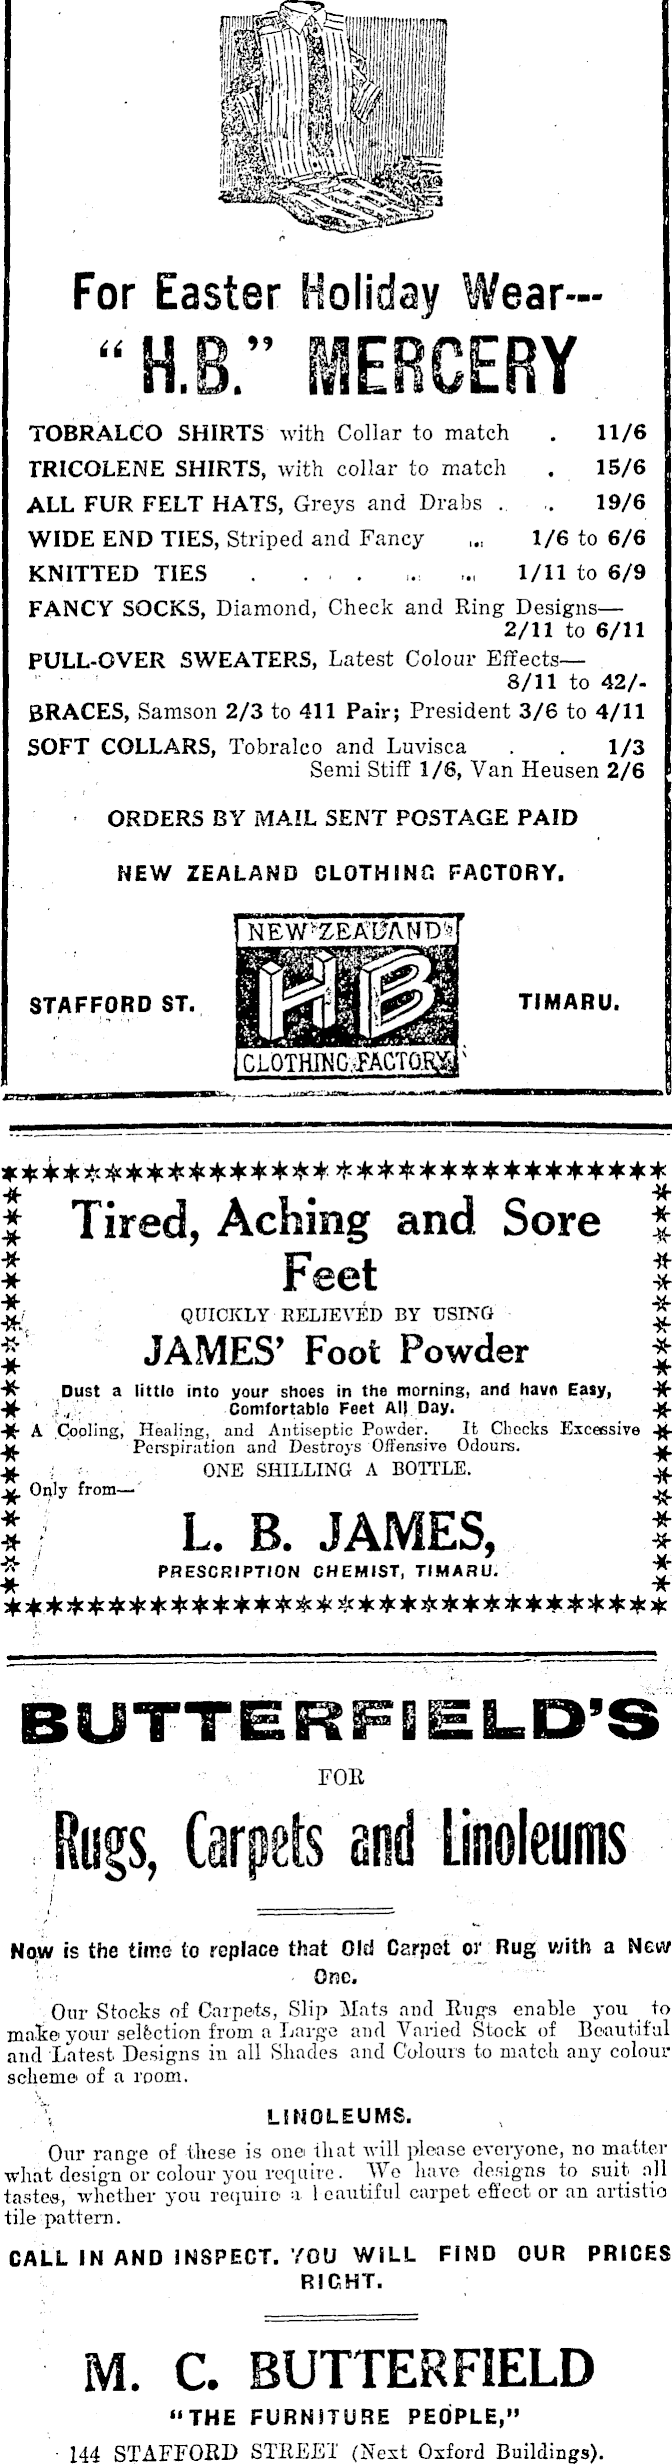 For Easter Holiday Wear---
"H.B." MERCERY
TOBRALCO SHIRTS with Collar to match . 11/6
TRICOLENE SHIRTS, with collar to match . 15/6
ALL FUR FELT HATS, Greys and Drabs . . 19/6
WIDE END TIES, Striped and Fancy ... 1/6 to 6/6
KNITTED TIES . . . . ... ... 1/11 to 6/9
FANCY SOCKS, Diamond, Check and Ring Designs—
2/11 to 6/11
PULL-OVER SWEATERS, Latest Colour Effects—
8/11 to 42/-
BRACES, Samson 2/3 to 411 Pair; President 3/6 to 4/11
SOFT COLLARS, Tobralco and Luvisca . . 1/3
Semi Stiff 1/6, Van Heusen 2/6
ORDERS BY MAIL SENT POSTAGE PAID
NEW ZEALAND CLOTHING FACTORY.
NEW ZEALAND
STAFFORD ST. HB TIMARU.
CLOTHING FACTORY
Tired, Aching and Sore
Feet
QUICKLY RELIEVED BY USING
JAMES' Foot Powder
Dust a little into your shoes in the morning, and have Easy,
Comfortable Feet All Day.
A Cooling, Healing, and Antiseptic Powder. It Checks Excessive
Perspiration and Destroys Offensive Odours.
ONE SHILLING A BOTTLE.
Only from—
L. B. JAMES,
PRESCRIPTION CHEMIST, TIMARU.
BUTTERFIELD'S
FOR
Rugs, Carpets and Linoleums
Now is the time to replace that Old Carpet or Rug with a New
One.
Our Stocks of Carpets, Slip Mats and Rugs enable you to
make your selection from a Large and Varied Stock of Beautiful
and Latest Designs in all Shades and Colours to match any colour
scheme of a room.
LINOLEUMS.
Our range of these is one that will please everyone, no matter
what design or colour you require. We have designs to suit all
tastes, whether you require a beautiful carpet effect or an artistic
tile pattern.
CALL IN AND INSPECT. YOU WILL FIND OUR PRICES
RIGHT.
M. C. BUTTERFIELD
"THE FURNITURE PEOPLE,"
144 STAFFORD STREET (Next Oxford Buildings).